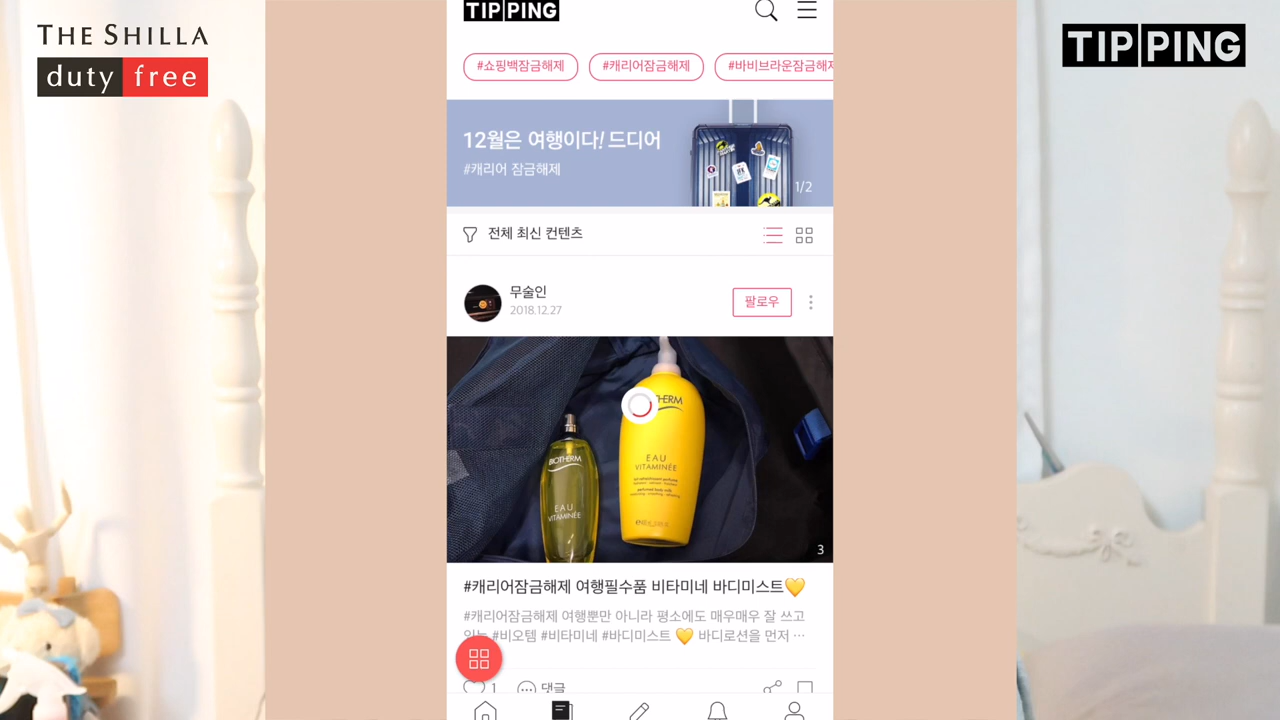 THE SHILLA
duty free
TIPPING
TIPPING
#쇼핑백잠금해제 #캐리어잠금해제 #바비브라운잠금해제
12월은 여행이다! 드디어
#캐리어 잠금해제
1/2
전체 최신 컨텐츠
무술인
2018.12.27
팔로우
BIOTHERM
EAU
VITAMINÉE
THERM
EAU
VITAMINÉE
3
#캐리어잠금해제 여행필수품 비타미네 바디미스트💛
#캐리어잠금해제 여행뿐만 아니라 평소에도 매우매우 잘 쓰고
#비오템 #비타미네 #바디미스트 💛 바디로션을 먼저 ···
1 댓글